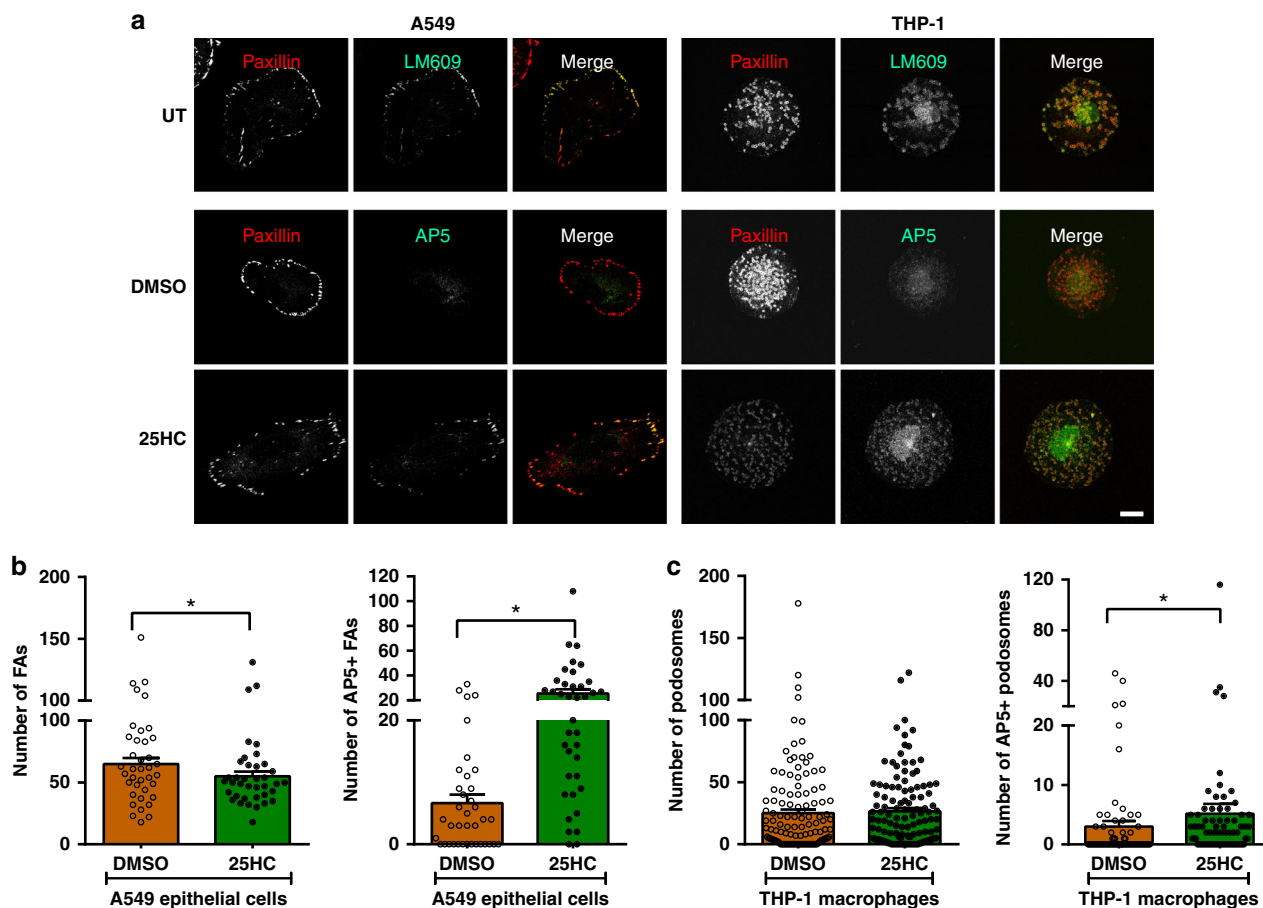 a
A549 THP-1
Paxillin LM609 Merge Paxillin LM609 Merge
UT
Paxillin AP5 Merge Paxillin AP5 Merge
DMSO
25HC
b
Number of FAs
200
150
100
100
50
0
*
DMSO 25HC
A549 epithelial cells
Number of AP5+ FAs
120
100
80
60
40
20
20
0
*
DMSO 25HC
A549 epithelial cells
c
Number of podosomes
200
150
100
100
50
0
DMSO 25HC
THP-1 macrophages
Number of AP5+ podosomes
120
80
40
20
10
0
*
DMSO 25HC
THP-1 macrophages